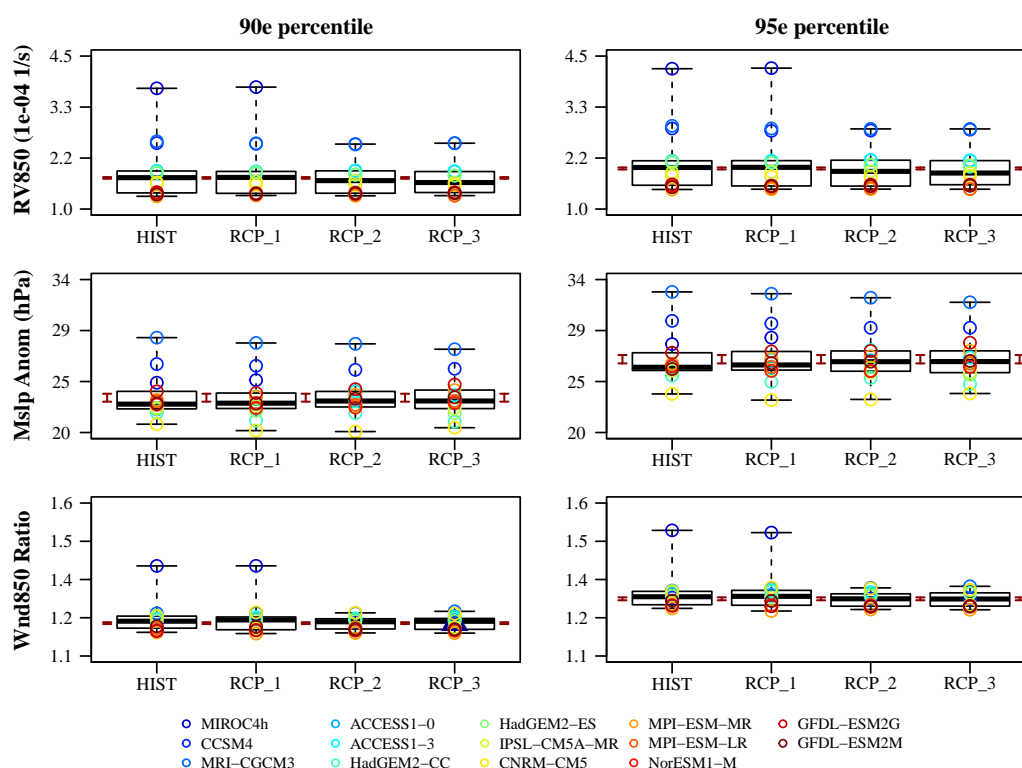 90e percentile
95e percentile
RV850 (1e-04 1/s)
4.5
3.3
2.2
1.0
HIST RCP_1 RCP_2 RCP_3
4.5
3.3
2.2
1.0
HIST RCP_1 RCP_2 RCP_3
Mslp Anom (hPa)
34
29
25
20
HIST RCP_1 RCP_2 RCP_3
34
29
25
20
HIST RCP_1 RCP_2 RCP_3
Wnd850 Ratio
1.6
1.5
1.4
1.2
1.1
HIST RCP_1 RCP_2 RCP_3
1.6
1.5
1.4
1.2
1.1
HIST RCP_1 RCP_2 RCP_3
MIROC4h
CCSM4
MRI−CGCM3
ACCESS1−0
ACCESS1−3
HadGEM2−CC
HadGEM2−ES
IPSL−CM5A−MR
CNRM−CM5
MPI−ESM−MR
MPI−ESM−LR
NorESM1−M
GFDL−ESM2G
GFDL−ESM2M